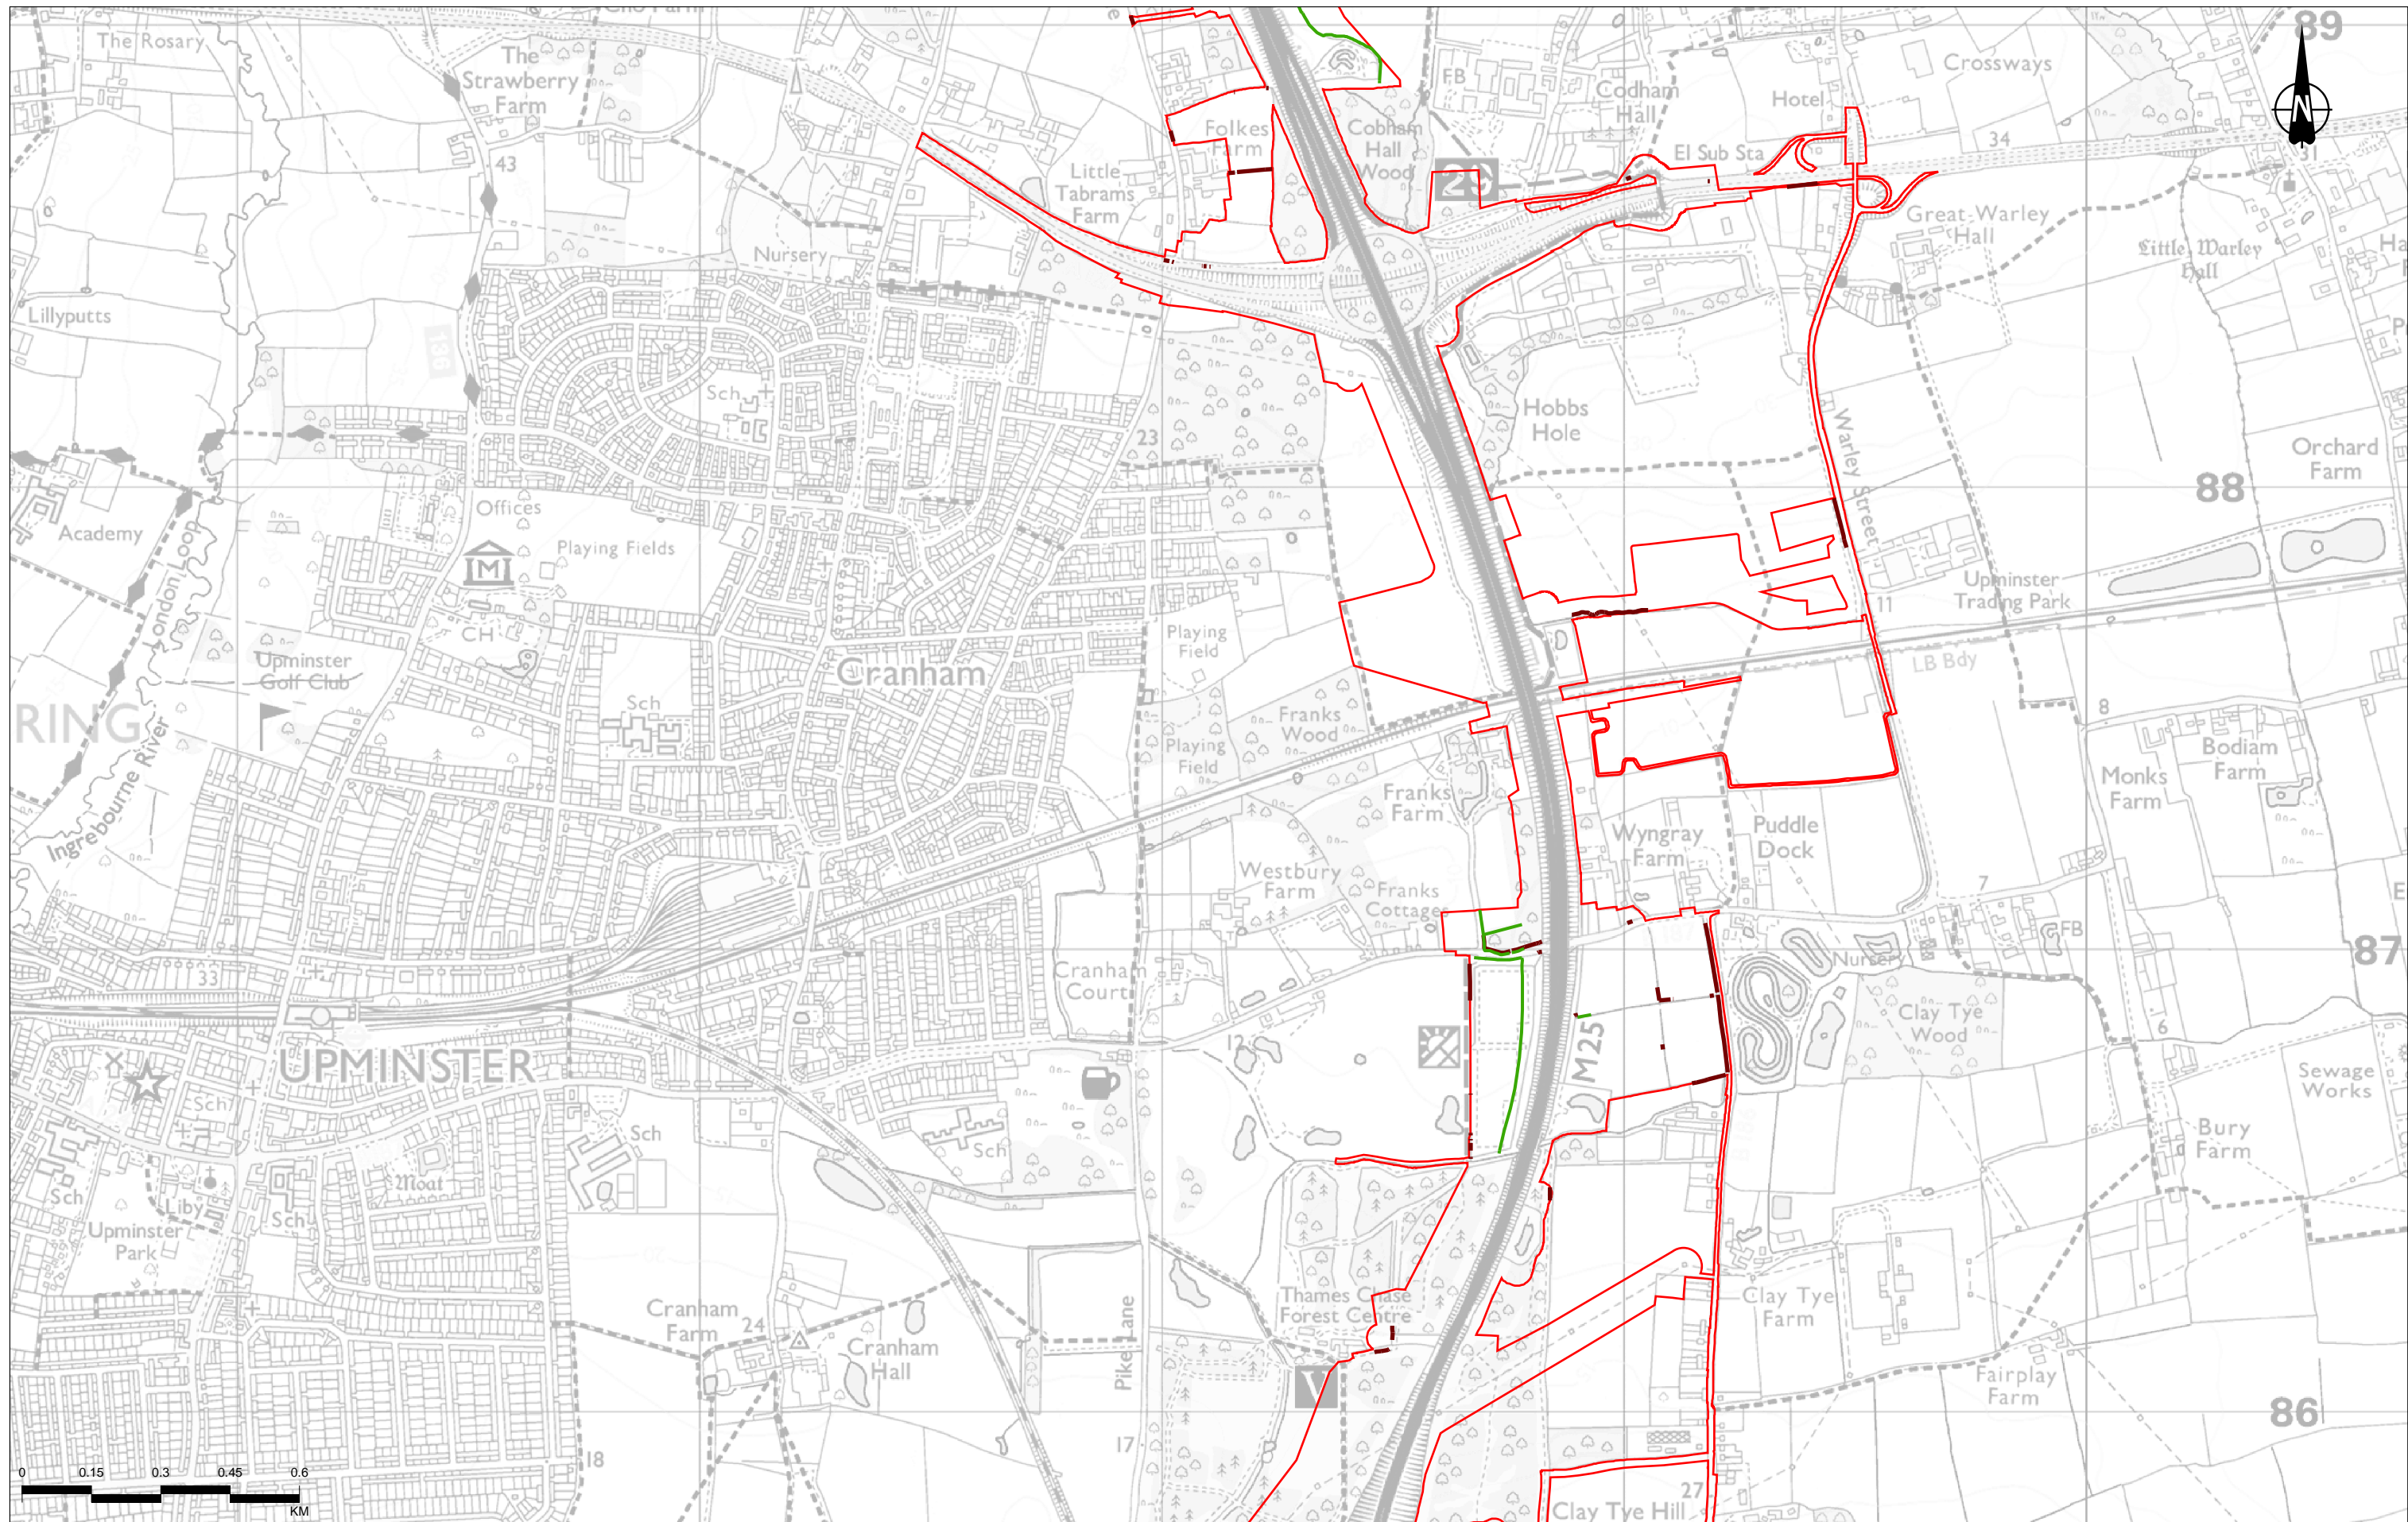 The Rosary
The
Strawberry
Farm
FB
Codham
Hall
Crossways
89
Hotel
N
Folkes
Farm
Cobham
Hall
Wood
43
El Sub Sta
34
31
Little
Tabrams
Farm
29
Great Warley
Hall
Little Warley
Hall
Nursery
Lillyputts
Sch
Hobbs
Hole
23
Warley Street
Orchard
Farm
88
Offices
Academy
London Loop
M
Playing Fields
Upminster
Trading Park
11
CH
Playing
Field
Upminster
Golf Club
Cranham
LB Bdy
RING
Sch
Franks
Wood
8
Playing
Field
Bodiam
Farm
Monks
Farm
Franks
Farm
Ingrebourne River
Wyngray
Farm
Puddle
Dock
Westbury
Farm
Franks
Cottages
7
FB
87
33
Cranham
Court
Nursery
Clay Tye
Wood
6
12
M25
UPMINSTER
Sewage
Works
Sch
Sch
Sch
Bury
Farm
Moat
Sch
Liby
Sch
Upminster
Park
Thames Chase
Forest Centre
Cranham
Farm
24
Clay Tye
Farm
Cranham
Hall
Pike Lane
V
Fairplay
Farm
86
17
18
0 0.15 0.3 0.45 0.6
KM
27
Clay Tye Hill